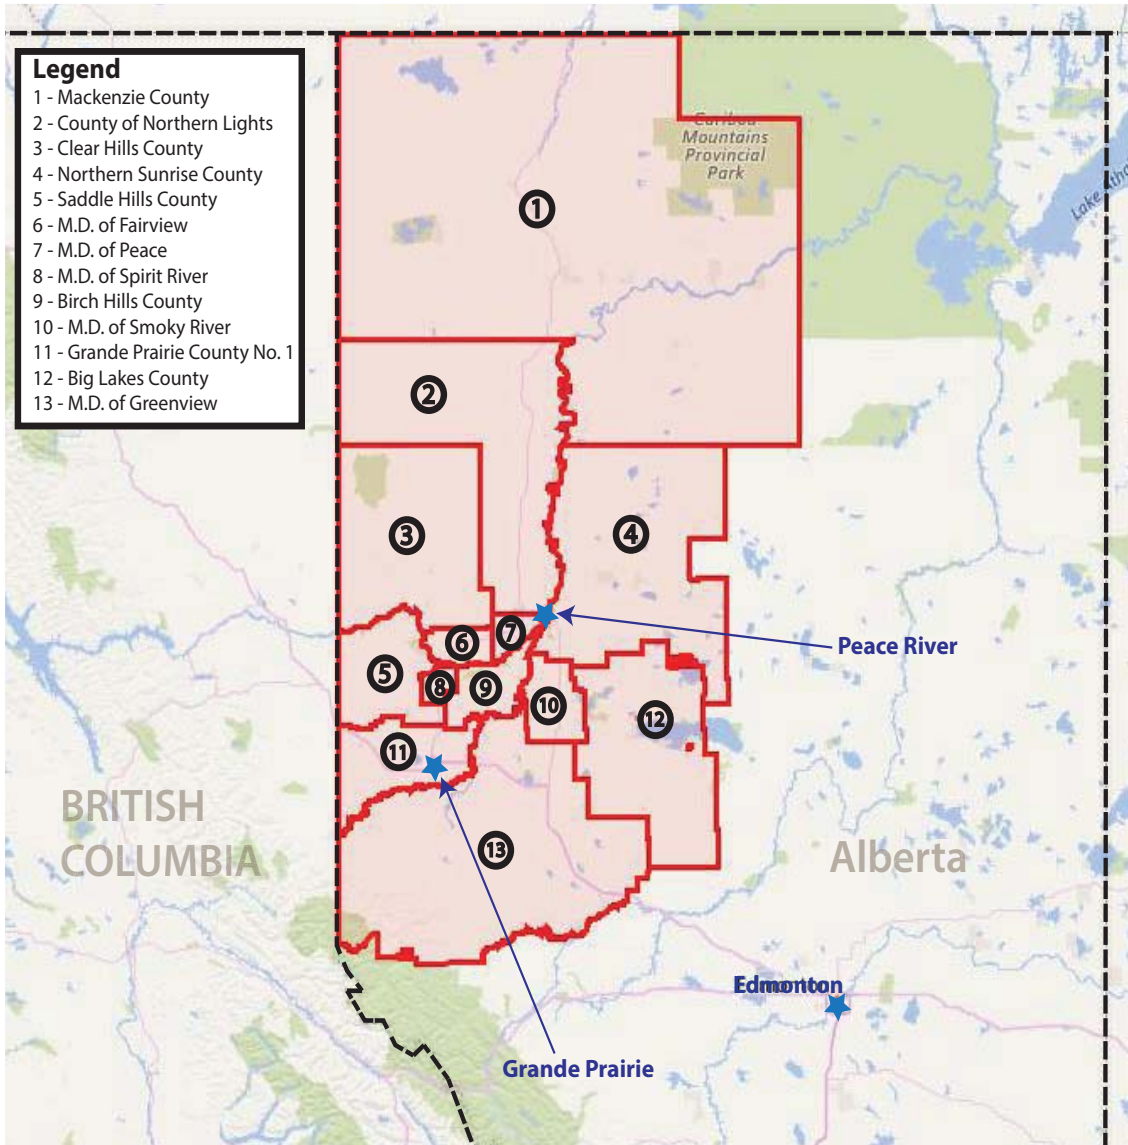 Legend
1 - Mackenzie County
2 - County of Northern Lights
3 - Clear Hills County
4 - Northern Sunrise County
5 - Saddle Hills County
6 - M.D. of Fairview
7 - M.D. of Peace
8 - M.D. of Spirit River
9 - Birch Hills County
10 - M.D. of Smoky River
11 - Grande Prairie County No. 1
12 - Big Lakes County
13 - M.D. of Greenview
Caribou
Mountains
Provincial
Park
Lake
1
2
3
4
7
6
Peace River
5
8
9
10
12
11
BRITISH
COLUMBIA
13
Alberta
Edmonton
Grande Prairie